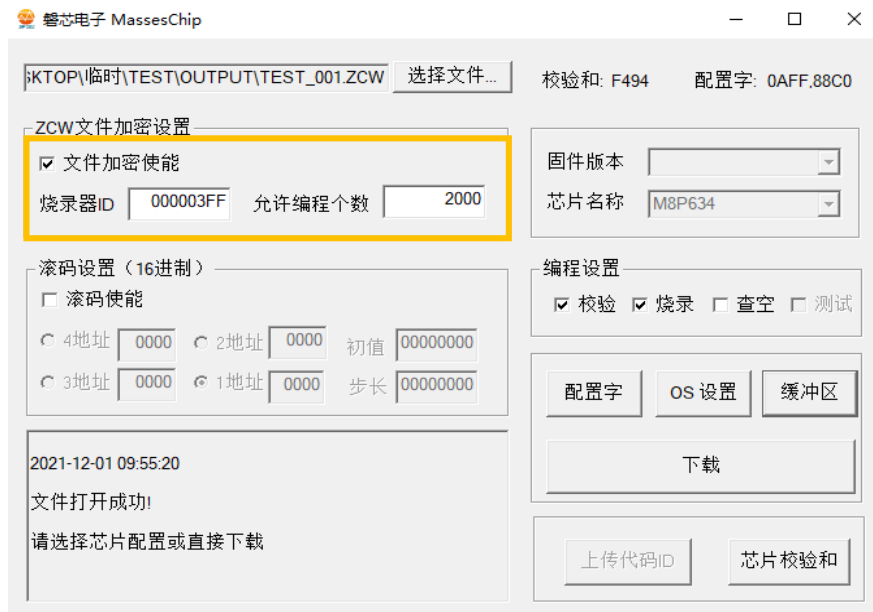 磐芯电子 MassesChip
SKTOP\临时\TEST\OUTPUT\TEST_001.ZCW 选择文件... 校验和: F494 配置字: 0AFF,88C0
ZCW文件加密设置
文件加密使能
烧录器ID 000003FF 允许编程个数 2000
固件版本
芯片名称 M8P634
滚码设置（16进制）
滚码使能
4地址 0000 2地址 0000 初值 00000000
3地址 0000 1地址 0000 步长 00000000
编程设置
校验 烧录 查空 测试
配置字 OS 设置 缓冲区
下载
2021-12-01 09:55:20
文件打开成功!
请选择芯片配置或直接下载
上传代码ID 芯片校验和